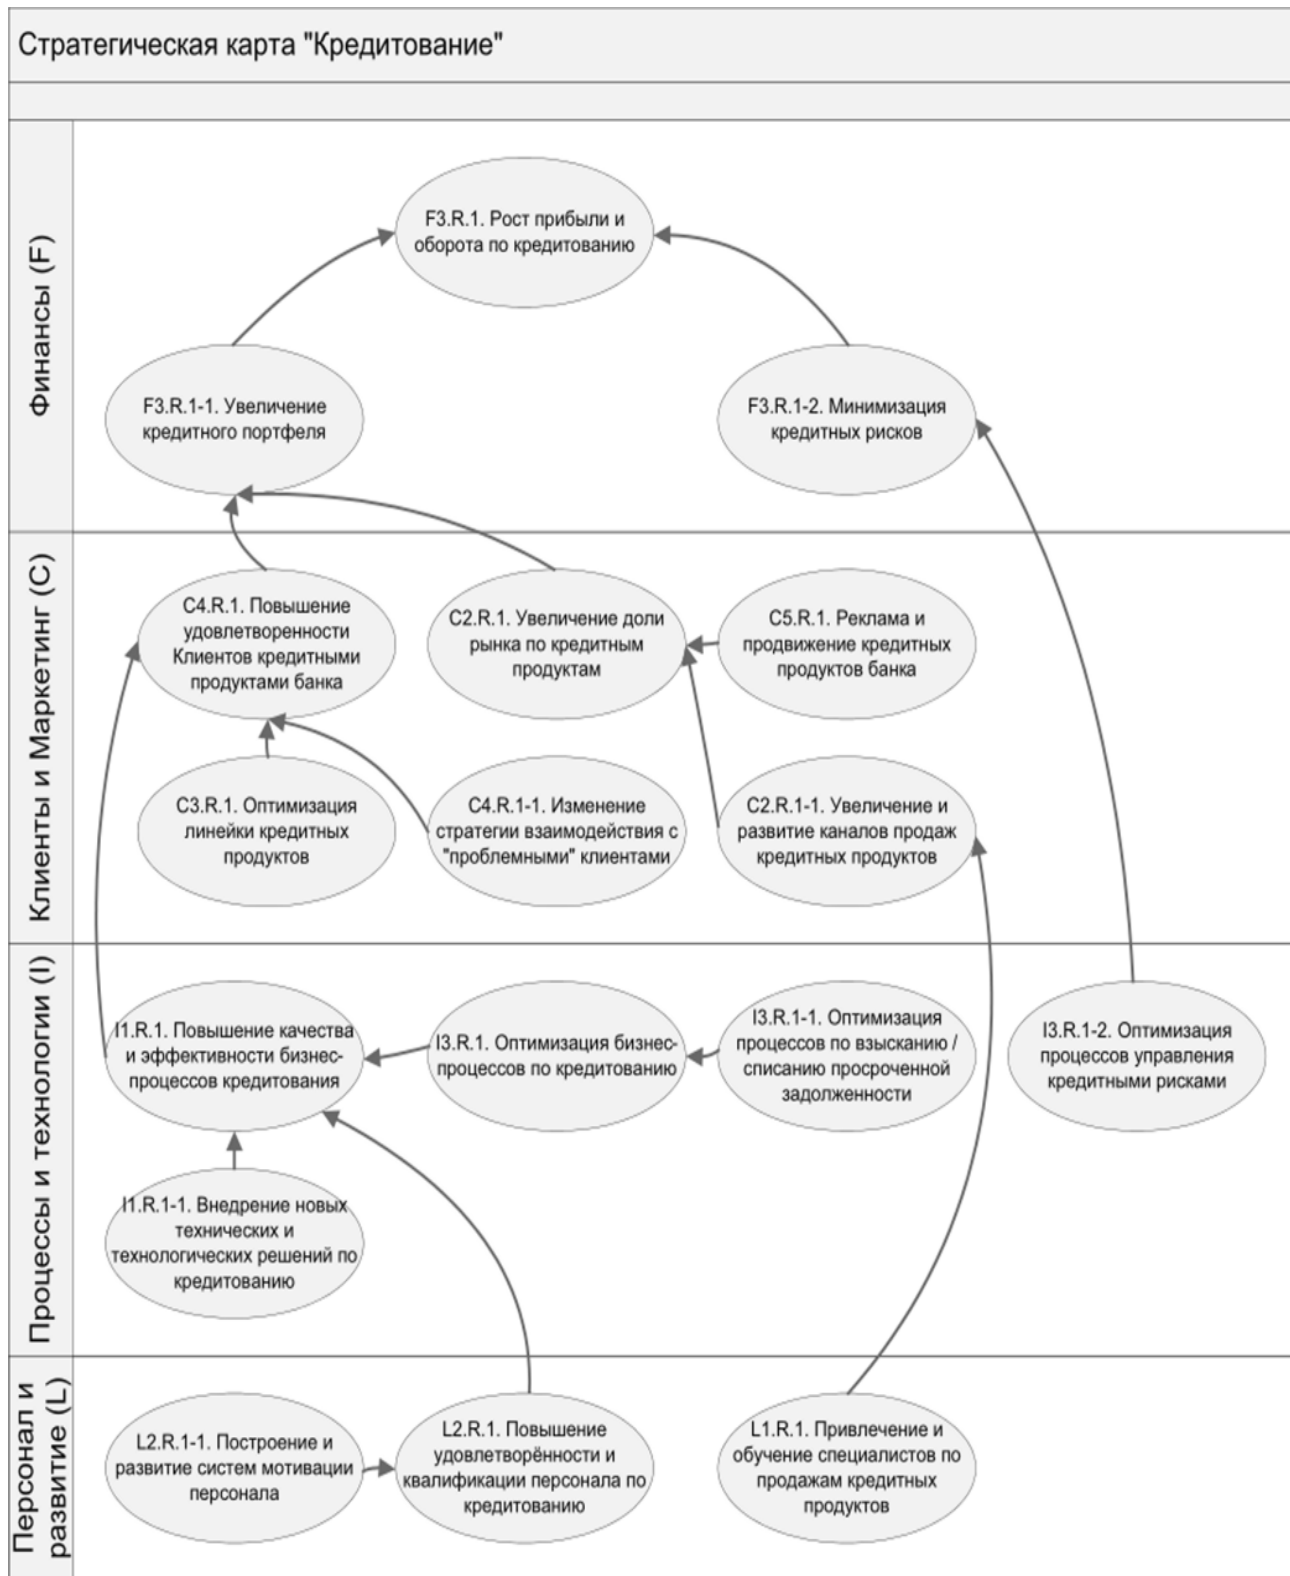 Стратегическая карта "Кредитование"
Финансы (F)
F3.R.1. Рост прибыли и
оборота по кредитованию
F3.R.1-1. Увеличение
кредитного портфеля
F3.R.1-2. Минимизация
кредитных рисков
Клиенты и Маркетинг (C)
C4.R.1. Повышение
удовлетворенности
Клиентов кредитными
продуктами банка
C2.R.1. Увеличение доли
рынка по кредитным
продуктам
C5.R.1. Реклама и
продвижение кредитных
продуктов банка
C3.R.1. Оптимизация
линейки кредитных
продуктов
C4.R.1-1. Изменение
стратегии взаимодействия с
"проблемными" клиентами
C2.R.1-1. Увеличение и
развитие каналов продаж
кредитных продуктов
Процессы и технологии (I)
I1.R.1. Повышение качества
и эффективности бизнес-
процессов кредитования
I3.R.1. Оптимизация бизнес-
процессов по кредитованию
I3.R.1-1. Оптимизация
процессов по взысканию /
списанию просроченной
задолженности
I3.R.1-2. Оптимизация
процессов управления
кредитными рисками
I1.R.1-1. Внедрение новых
технических и
технологических решений по
кредитованию
Персонал и
развитие (L)
L2.R.1-1. Построение и
развитие систем мотивации
персонала
L2.R.1. Повышение
удовлетворённости и
квалификации персонала по
кредитованию
L1.R.1. Привлечение и
обучение специалистов по
продажам кредитных
продуктов